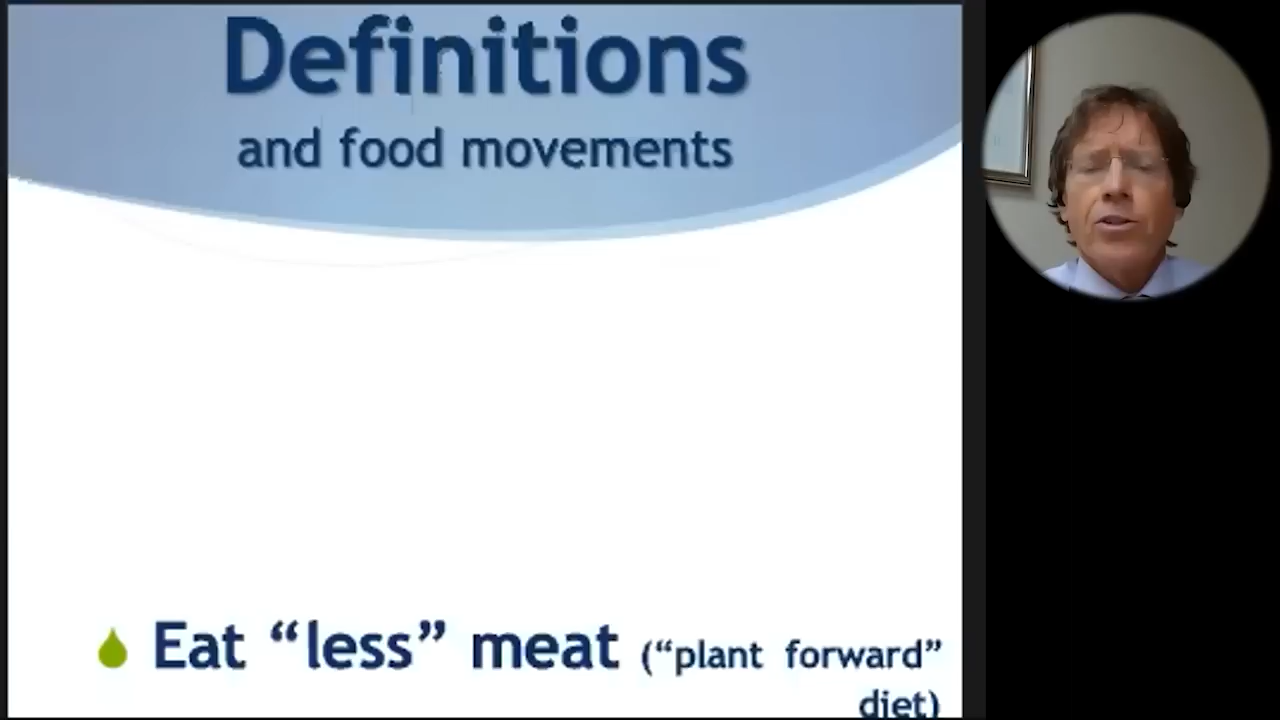 Definitions
and food movements
Eat “less” meat (“plant forward”
diet)